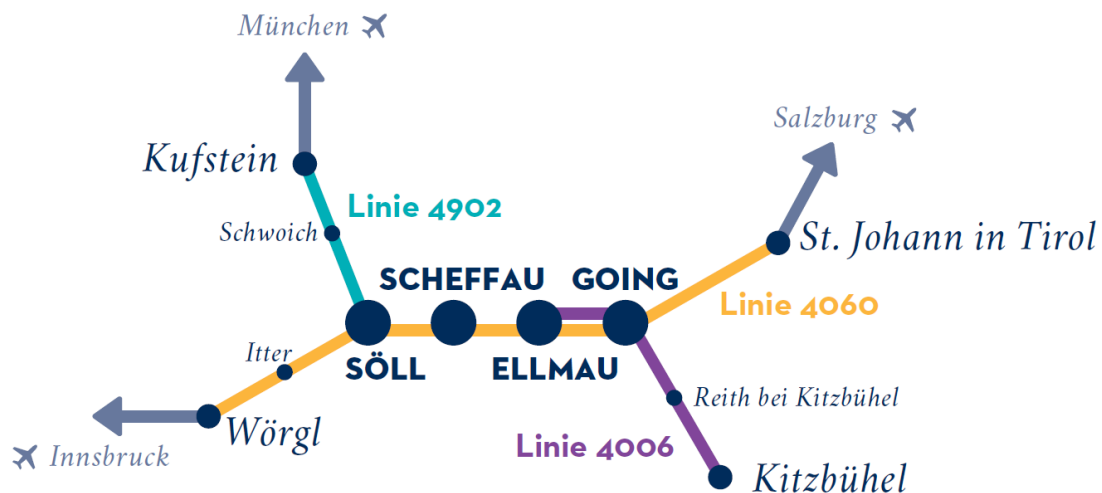 München
Salzburg
Kufstein
Linie 4902
Schwoich
St. Johann in Tirol
SCHEFFAU
GOING
Linie 4060
Itter
SÖLL
ELLMAU
Reith bei Kitzbühel
Wörgl
Linie 4006
Innsbruck
Kitzbühel